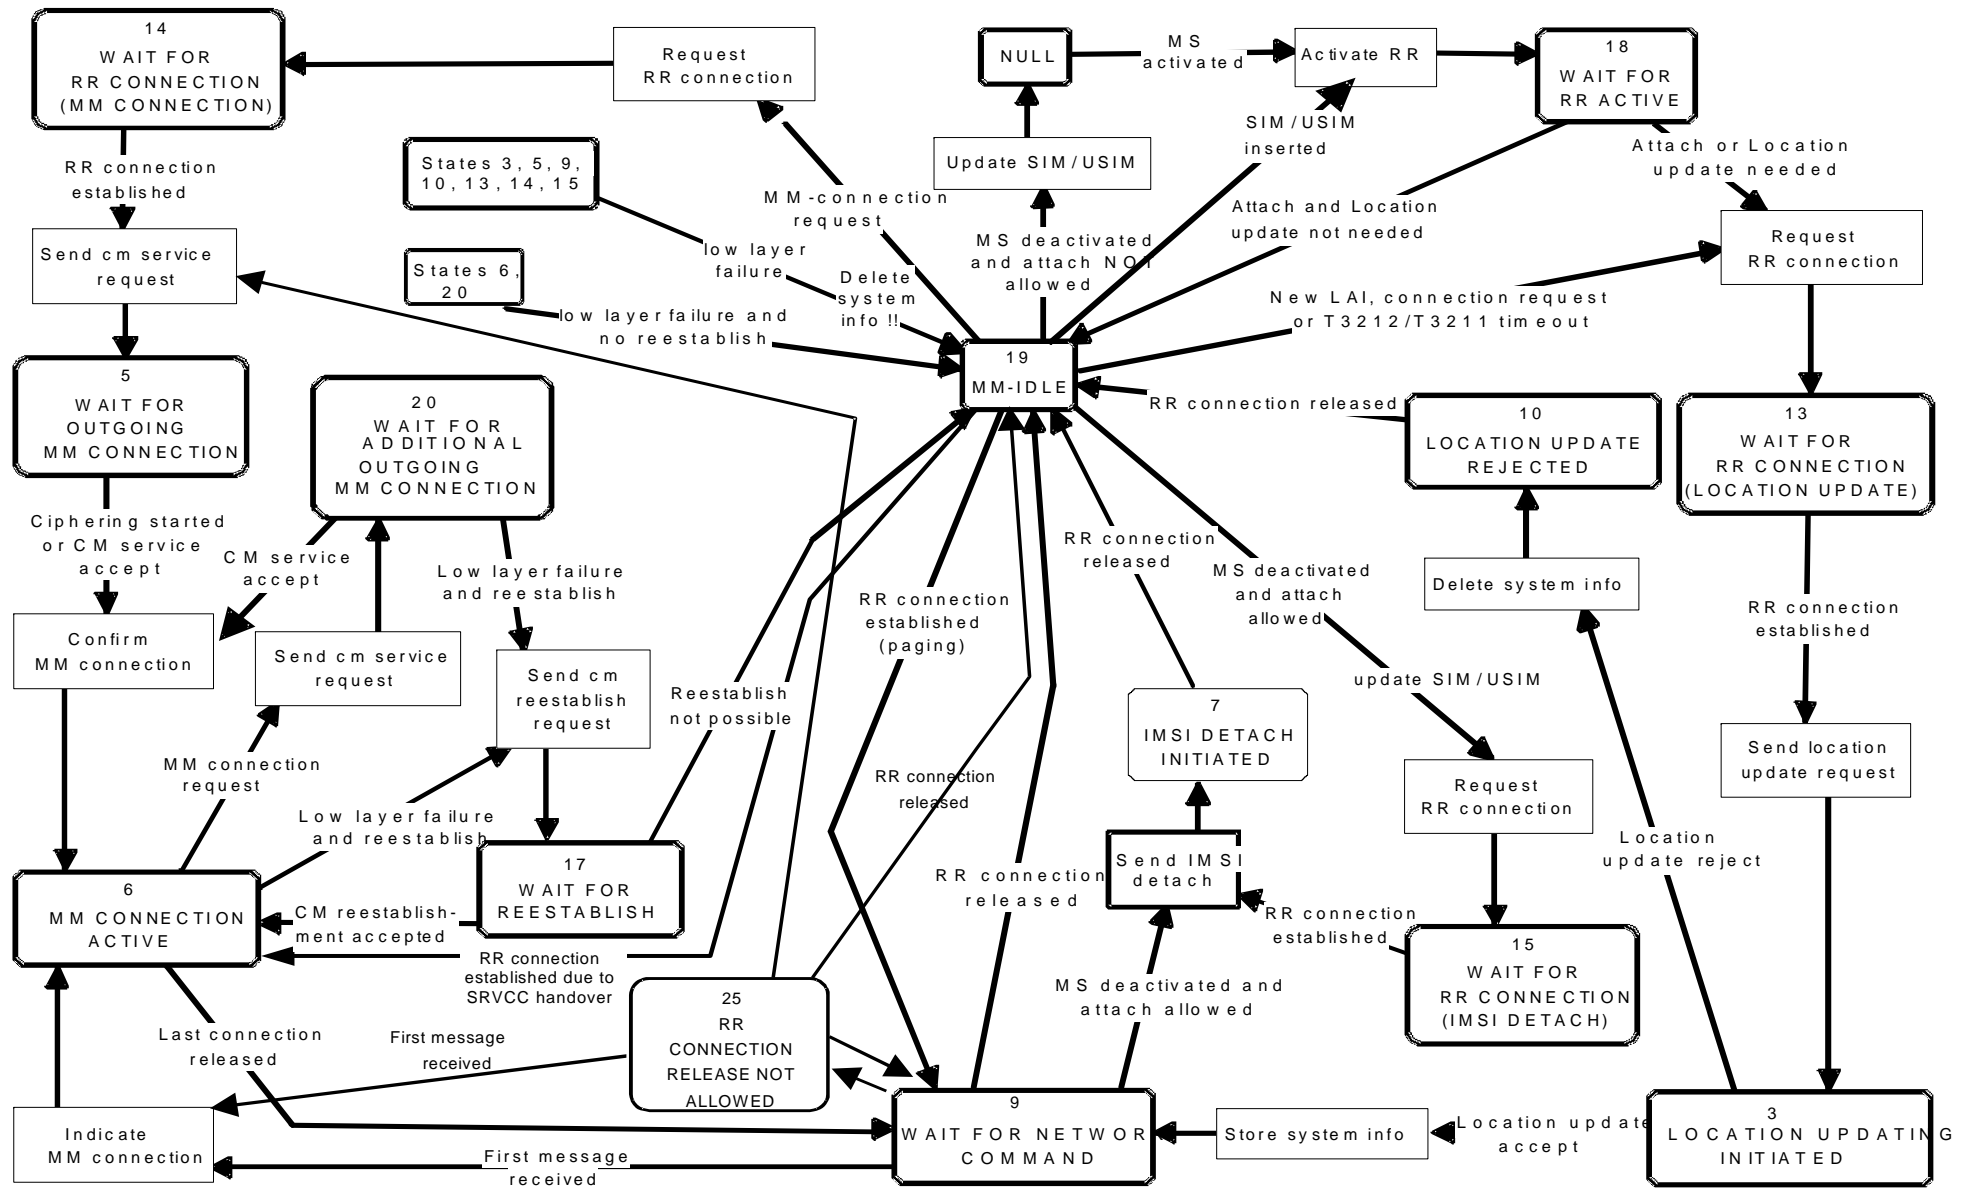 14
WAIT FOR
RR CONNECTION
(MM CONNECTION)
Request
RR connection
NULL
MS
activated
Activate RR
18
WAIT FOR
RR ACTIVE
RR connection
established
States 3, 5, 9,
10, 13, 14, 15
Update SIM/USIM
SIM/USIM
inserted
Attach or Location
update needed
MM-connection
request
Attach and Location
update not needed
Send cm service
request
low layer
failure
MS deactivated
and attach NOT
allowed
Request
RR connection
States 6,
20
Delete
system
info !!
low layer failure and
no reestablish
New LAI, connection request
or T3212/T3211 timeout
19
MM-IDLE
5
WAIT FOR
OUTGOING
MM CONNECTION
20
WAIT FOR
ADDITIONAL
OUTGOING
MM CONNECTION
RR connection released
10
LOCATION UPDATE
REJECTED
13
WAIT FOR
RR CONNECTION
(LOCATION UPDATE)
Ciphering started
or CM service
accept
CM service
accept
Low layer failure
and reestablish
RR connection
released
MS deactivated
and attach
allowed
Delete system info
RR connection
established
(paging)
RR connection
established
Confirm
MM connection
Send cm service
request
Send cm
reestablish
request
Reestablish
not possible
update SIM/USIM
7
IMSI DETACH
INITIATED
MM connection
request
RR connection
released
Request
RR connection
Send location
update request
Low layer failure
and reestablish
Location
update reject
6
MM CONNECTION
ACTIVE
17
WAIT FOR
REESTABLISH
RR connection
released
Send IMSI
detach
CM reestablish-
ment accepted
RR connection
established
RR connection
established due to
SRVCC handover
15
WAIT FOR
RR CONNECTION
(IMSI DETACH)
MS deactivated and
attach allowed
25
RR
CONNECTION
RELEASE NOT
ALLOWED
Last connection
released
First message
received
Indicate
MM connection
First message
received
9
WAIT FOR NETWOR
COMMAND
Store system info
Location update
accept
3
LOCATION UPDATING
INITIATED